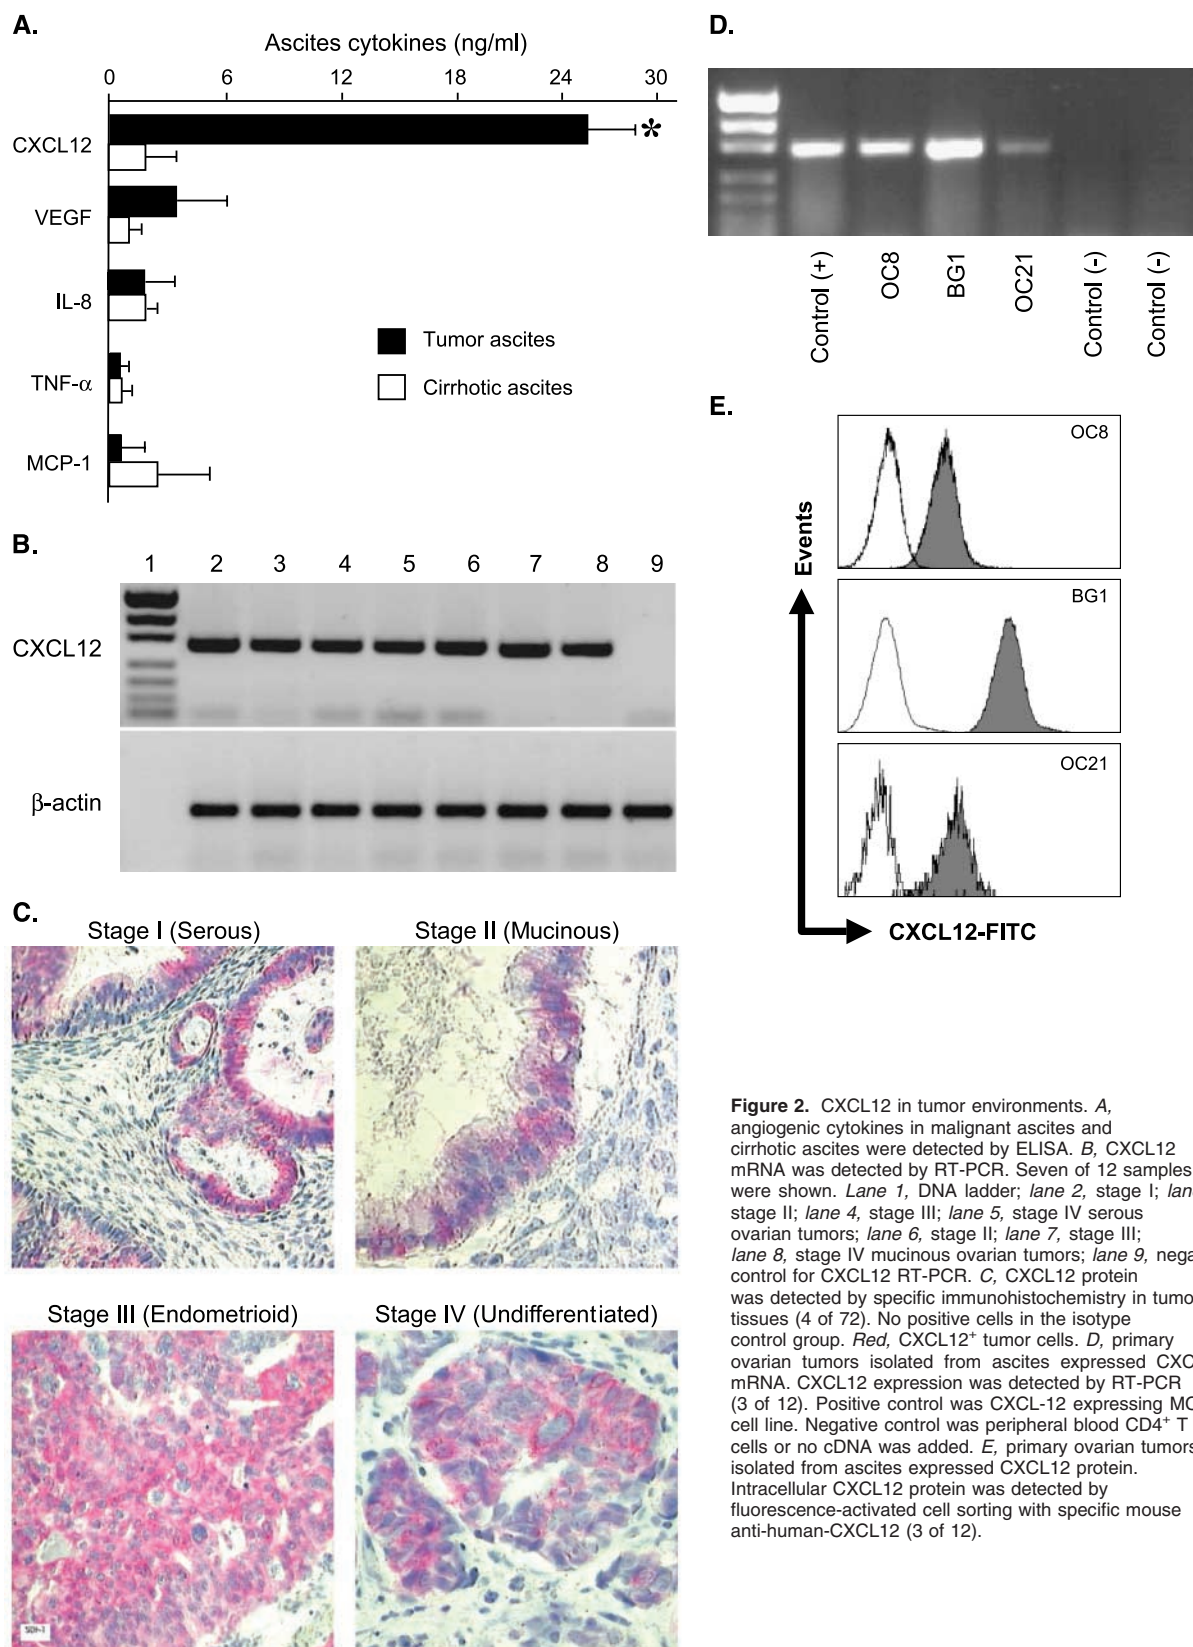 A.
Ascites cytokines (ng/ml)
0 6 12 18 24 30
CXCL12
VEGF
IL-8
TNF-α
MCP-1
*
Tumor ascites
Cirrhotic ascites
B.
1 2 3 4 5 6 7 8 9
CXCL12
β-actin
C.
Stage I (Serous)
Stage II (Mucinous)
Stage III (Endometrioid)
Stage IV (Undifferentiated)
D.
Control (+)
OC8
BG1
OC21
Control (-)
Control (-)
E.
OC8
BG1
OC21
Events
CXCL12-FITC
Figure 2. CXCL12 in tumor environments. A,
angiogenic cytokines in malignant ascites and
cirrhotic ascites were detected by ELISA. B, CXCL12
mRNA was detected by RT-PCR. Seven of 12 samples
were shown. Lane 1, DNA ladder; lane 2, stage I;
stage II; lane 4, stage III; lane 5, stage IV serous
ovarian tumors; lane 6, stage II; lane 7, stage III;
lane 8, stage IV mucinous ovarian tumors; lane 9,
control for CXCL12 RT-PCR. C, CXCL12 protein
was detected by specific immunohistochemistry in
tissues (4 of 72). No positive cells in the isotype
control group. Red, CXCL12⁺ tumor cells. D, primary
ovarian tumors isolated from ascites expressed
mRNA. CXCL12 expression was detected by RT-PCR
(3 of 12). Positive control was CXCL-12 expressing
cell line. Negative control was peripheral blood CD4⁺ T
cells or no cDNA was added. E, primary ovarian tumors
isolated from ascites expressed CXCL12 protein.
Intracellular CXCL12 protein was detected by
fluorescence-activated cell sorting with specific mouse
anti-human-CXCL12 (3 of 12).